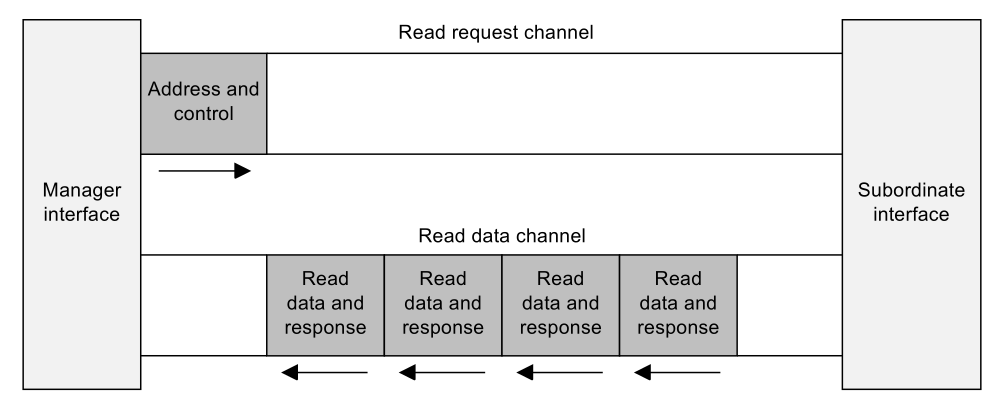 Read request channel
Address and
control
Manager
interface
Subordinate
interface
Read data channel
Read
data and
response
Read
data and
response
Read
data and
response
Read
data and
response